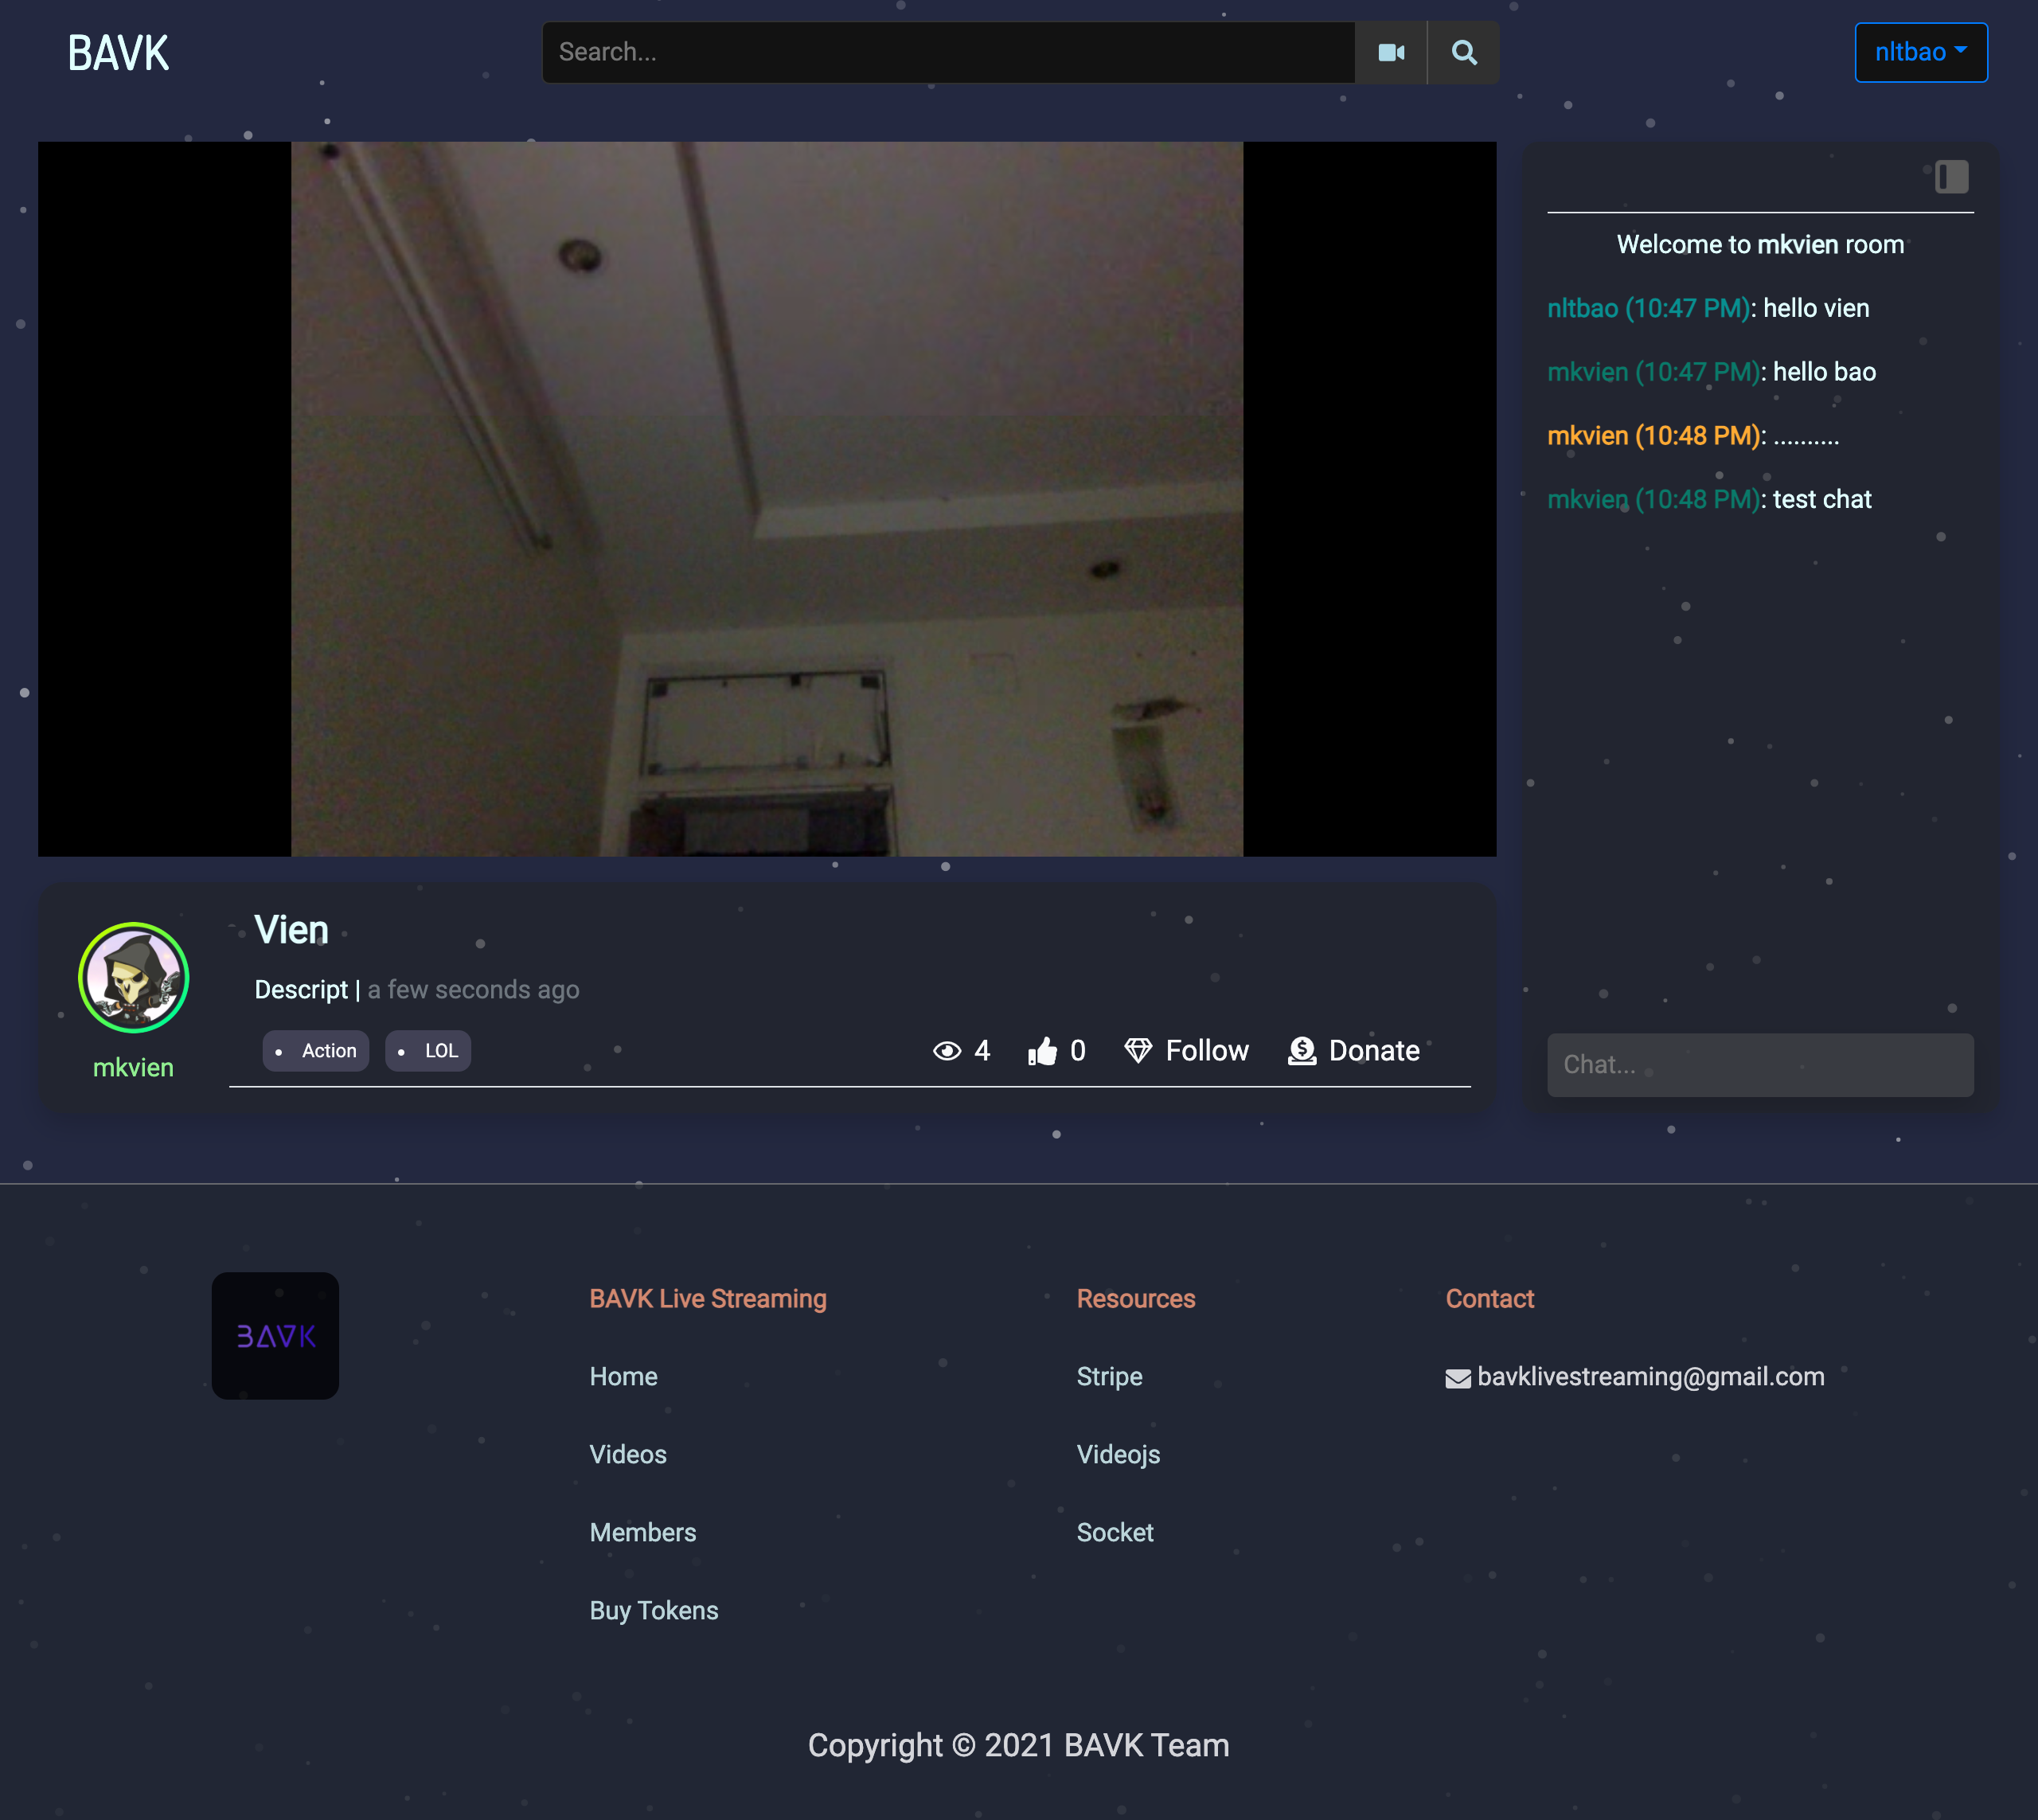 BAVK
Search...
nltbao
Welcome to mkvien room
nltbao (10:47 PM): hello vien
mkvien (10:47 PM): hello bao
mkvien (10:48 PM): ..........
mkvien (10:48 PM): test chat
Chat...
Vien
Descript | a few seconds ago
• Action • LOL
4 0 Follow Donate
mkvien
BAVK
BAVK Live Streaming
Home
Videos
Members
Buy Tokens
Resources
Stripe
Videojs
Socket
Contact
bavklivestreaming@gmail.com
Copyright © 2021 BAVK Team